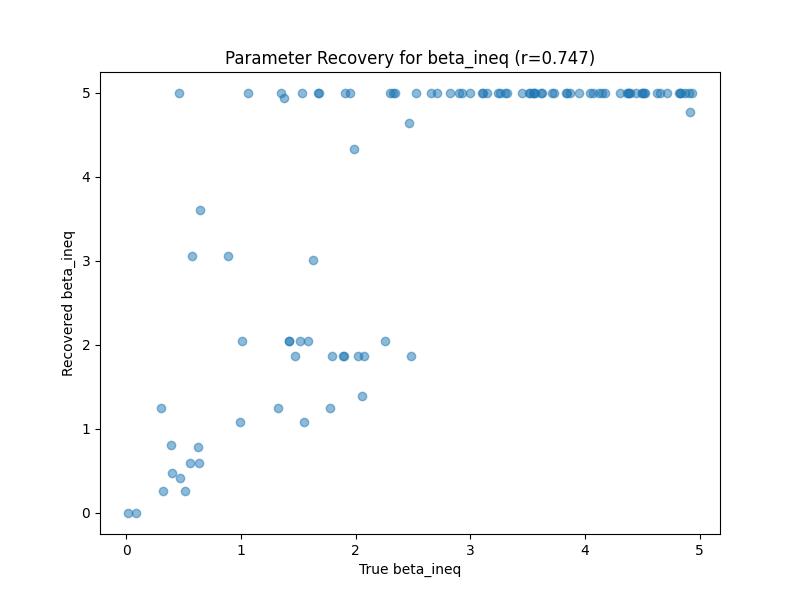 Parameter Recovery for beta_ineq (r=0.747)
Recovered beta_ineq
5
4
3
2
1
0
0 1 2 3 4 5
True beta_ineq